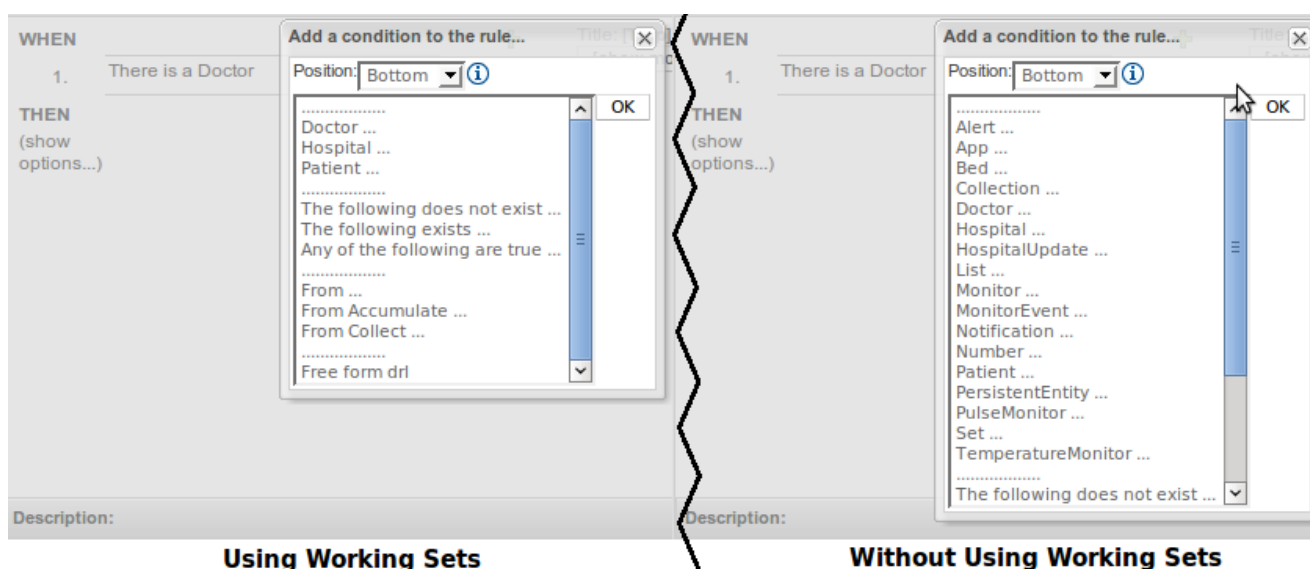 WHEN
1. There is a Doctor
THEN
(show
options...)
Add a condition to the rule...
Position: Bottom
...................
Doctor ...
Hospital ...
Patient ...
...................
The following does not exist ...
The following exists ...
Any of the following are true ...
...................
From ...
From Accumulate ...
From Collect ...
...................
Free form drl
OK
Description:
Using Working Sets
WHEN
1. There is a Doctor
THEN
(show
options...)
Add a condition to the rule...
Position: Bottom
...................
Alert ...
App ...
Bed ...
Collection ...
Doctor ...
Hospital ...
HospitalUpdate ...
List ...
Monitor ...
MonitorEvent ...
Notification ...
Number ...
Patient ...
PersistentEntity ...
PulseMonitor ...
Set ...
TemperatureMonitor ...
...................
The following does not exist ...
OK
Description:
Without Using Working Sets